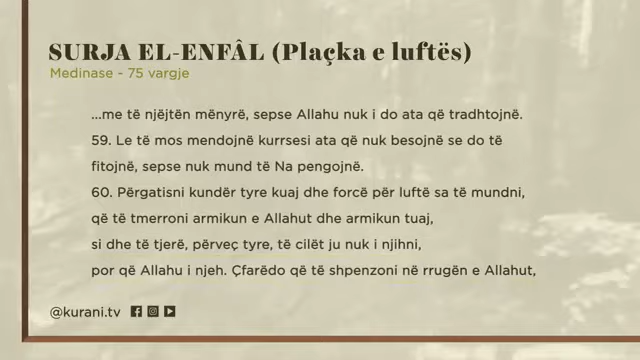 SURJA EL-ENFÂL (Plaçka e luftës)
Medinase - 75 vargje
...me të njëjtën mënyrë, sepse Allahu nuk i do ata që tradhtojnë.
59. Le të mos mendojnë kurrsesi ata që nuk besojnë se do të
fitojnë, sepse nuk mund të Na pengojnë.
60. Përgatisni kundër tyre kuaj dhe forcë për luftë sa të mundni,
që të tmerroni armikun e Allahut dhe armikun tuaj,
si dhe të tjerë, përveç tyre, të cilët ju nuk i njihni,
por që Allahu i njeh. Çfarëdo që të shpenzoni në rrugën e Allahut,
@kurani.tv